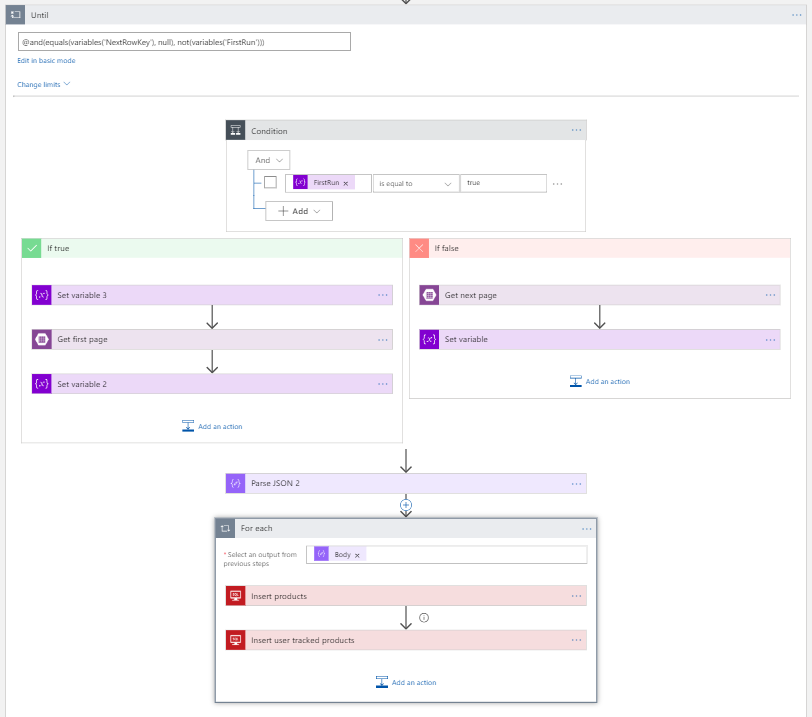 Until
@and(equals(variables('NextRowKey'), null), not(variables('FirstRun')))
Edit in basic mode
Change limits
Condition
And
FirstRun x is equal to true
Add
If true
If false
Set variable 3
Get next page
Get first page
Set variable
Set variable 2
Add an action
Add an action
Parse JSON 2
For each
* Select an output from
previous steps
Body x
Insert products
Insert user tracked products
Add an action